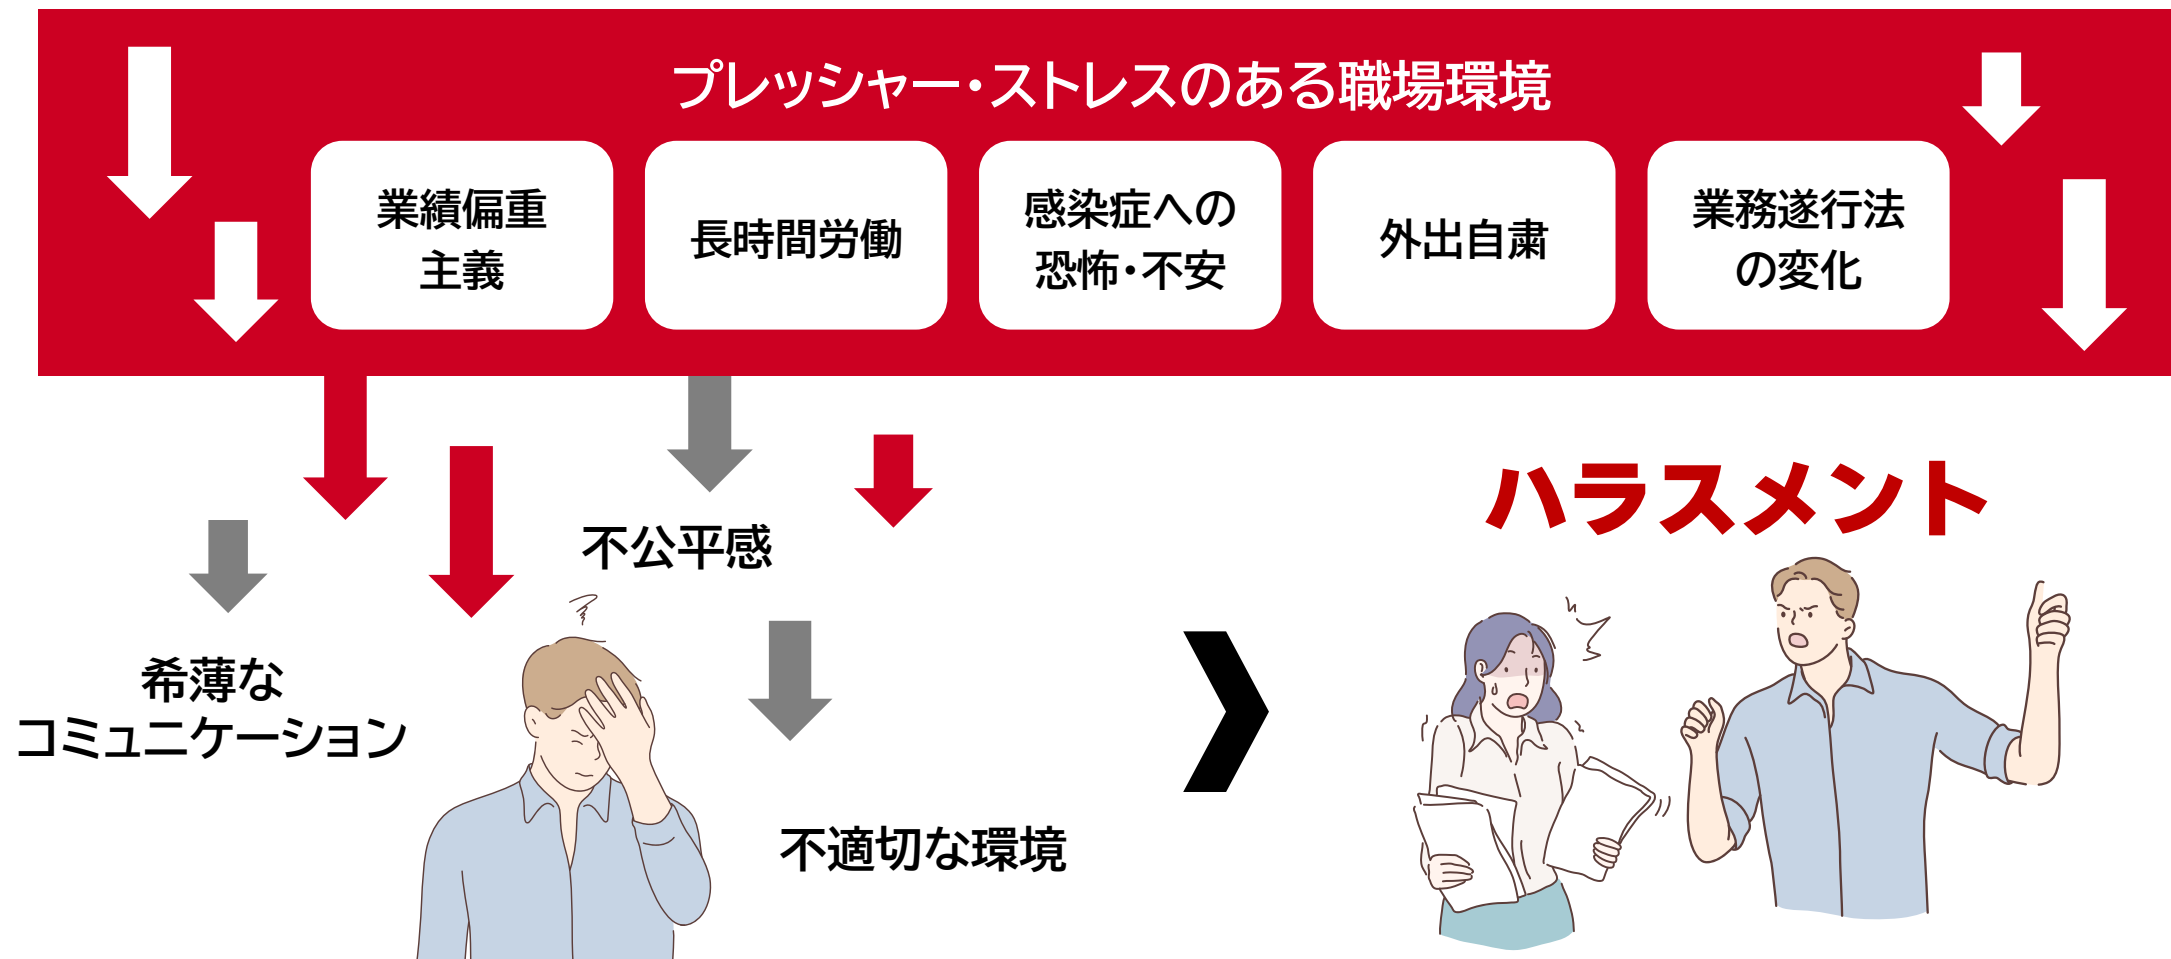 プレッシャー・ストレスのある職場環境
業績偏重
主義
長時間労働
感染症への
恐怖・不安
外出自粛
業務遂行法
の変化
不公平感
希薄な
コミュニケーション
不適切な環境
ハラスメント